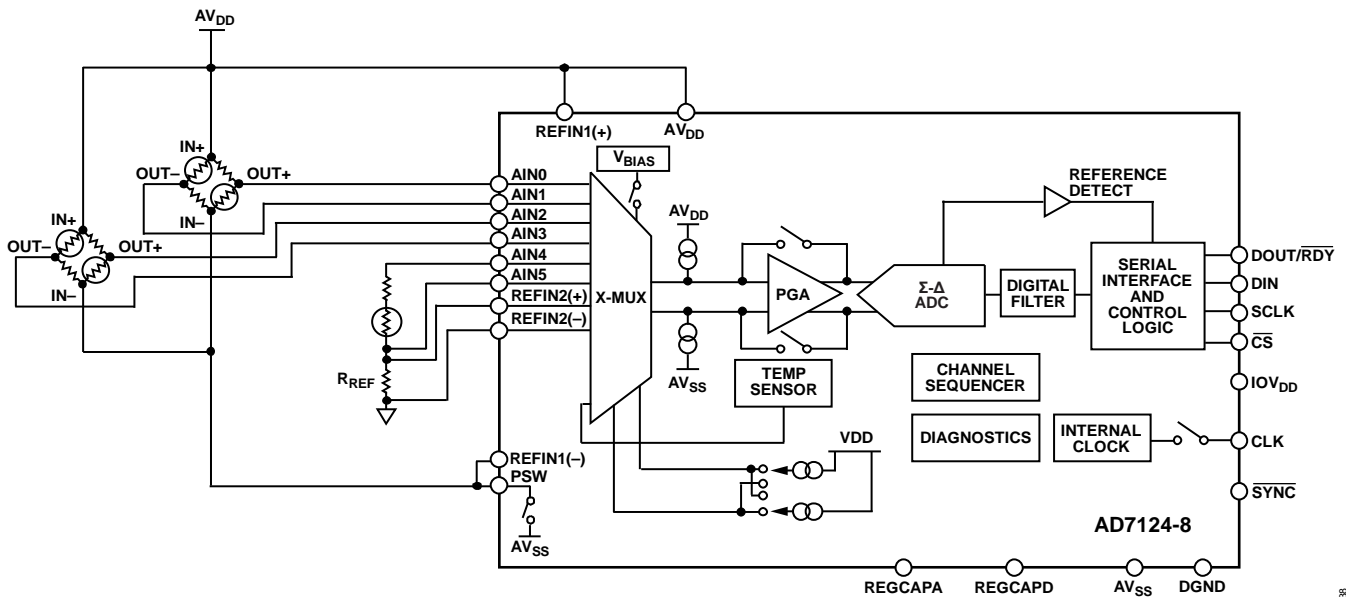 AVDD
REFIN1(+)
AVDD
IN+
OUT–
OUT+
IN–
IN+
OUT–
OUT+
IN–
AIN0
AIN1
AIN2
AIN3
AIN4
AIN5
REFIN2(+)
REFIN2(–)
RREF
REFIN1(–)
PSW
AVSS
VBIAS
X-MUX
AVDD
AVSS
PGA
TEMP
SENSOR
VDD
Σ-Δ
ADC
REFERENCE
DETECT
DIGITAL
FILTER
SERIAL
INTERFACE
AND
CONTROL
LOGIC
CHANNEL
SEQUENCER
DIAGNOSTICS
INTERNAL
CLOCK
DOUT/RDY
DIN
SCLK
CS
IOVDD
CLK
SYNC
AD7124-8
REGCAPA
REGCAPD
AVSS
DGND